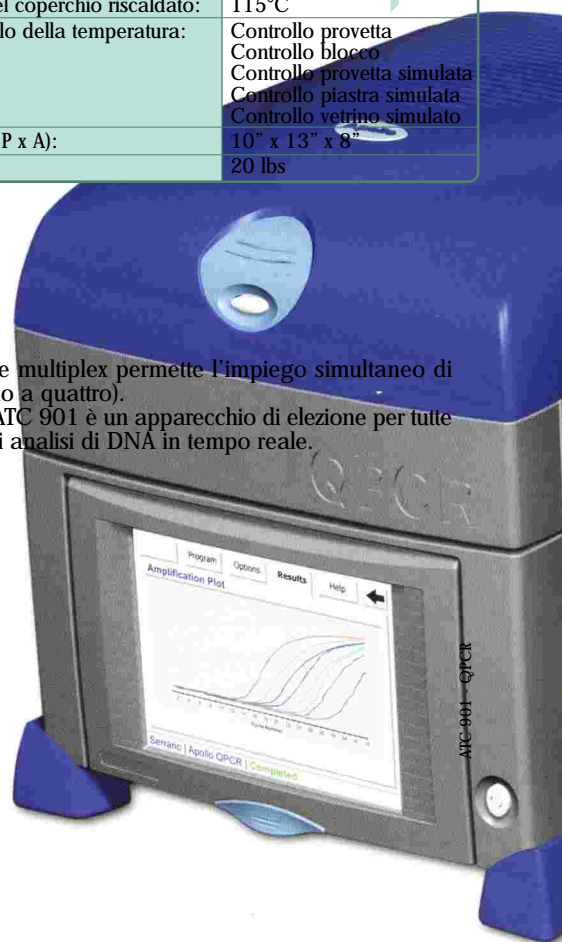 el coperchio riscaldato: 115°C
lo della temperatura: Controllo provetta
Controllo blocco
Controllo provetta simulata
Controllo piastra simulata
Controllo vetrino simulato
P x A): 10” x 13” x 8”
20 lbs
e multiplex permette l’impiego simultaneo di
o a quattro).
ATC 901 è un apparecchio di elezione per tutte
i analisi di DNA in tempo reale.
QPCR
Program Options Results Help
Amplification Plot
Cycle Number
Serrano | Apollo QPCR | Completed
ATC 901 - QPCR